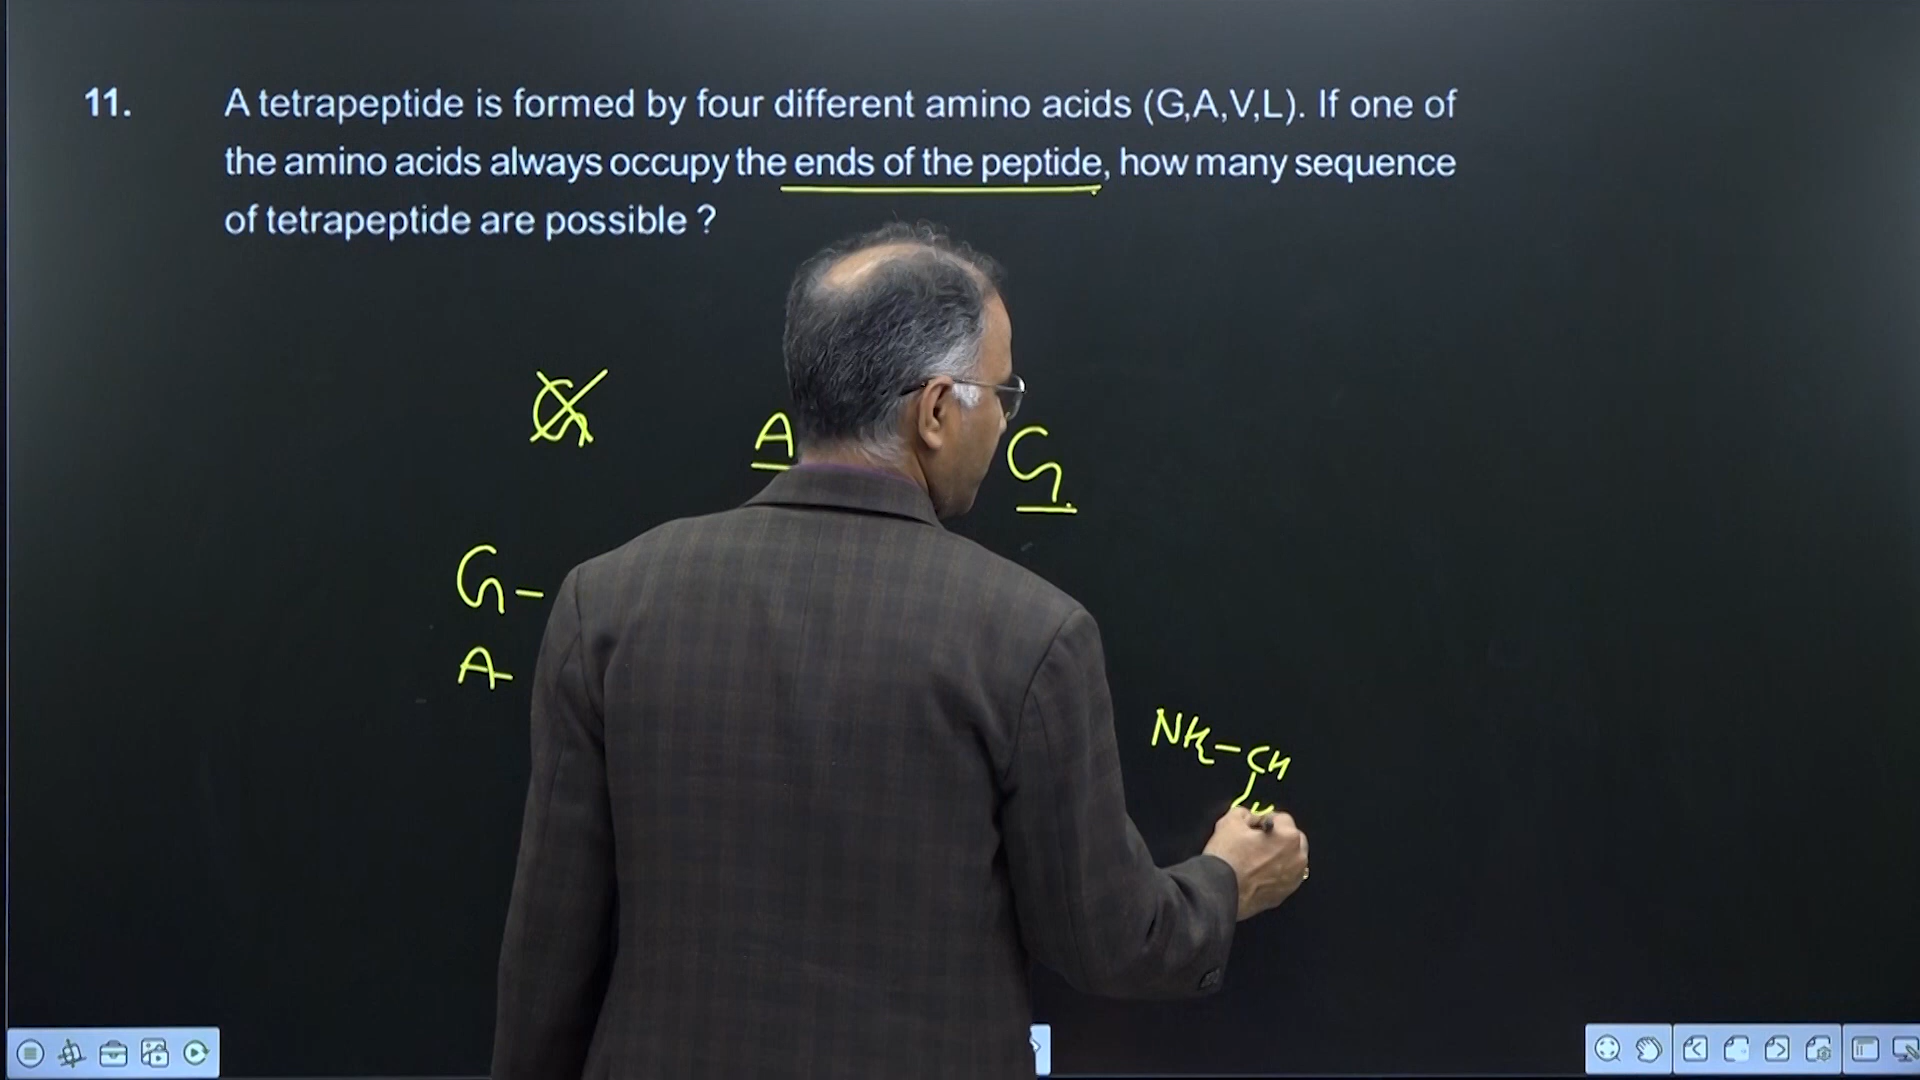 11. A tetrapeptide is formed by four different amino acids (G,A,V,L). If one of
the amino acids always occupy the ends of the peptide, how many sequence
of tetrapeptide are possible ?
G
A
G
G –
A –
NH2–CH